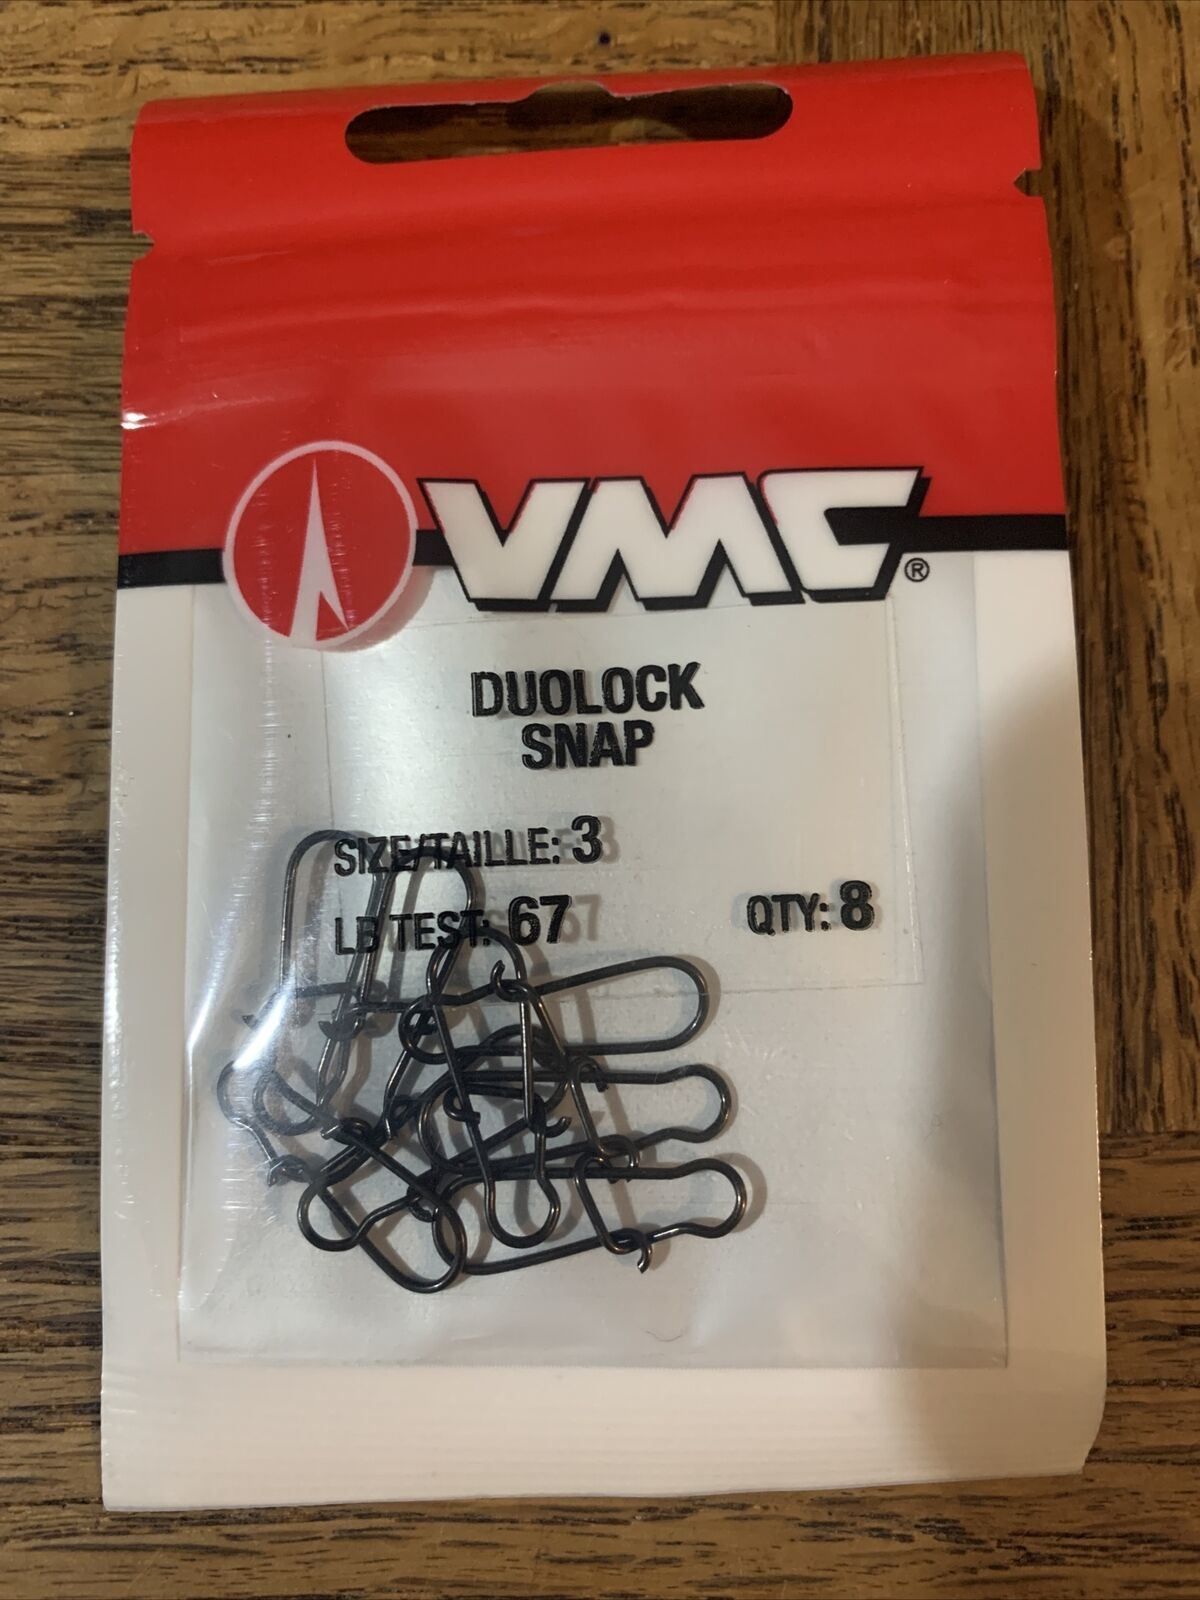 VMC®
DUOLOCK
SNAP
SIZE/TAILLE: 3
LB TEST: 67 QTY: 8